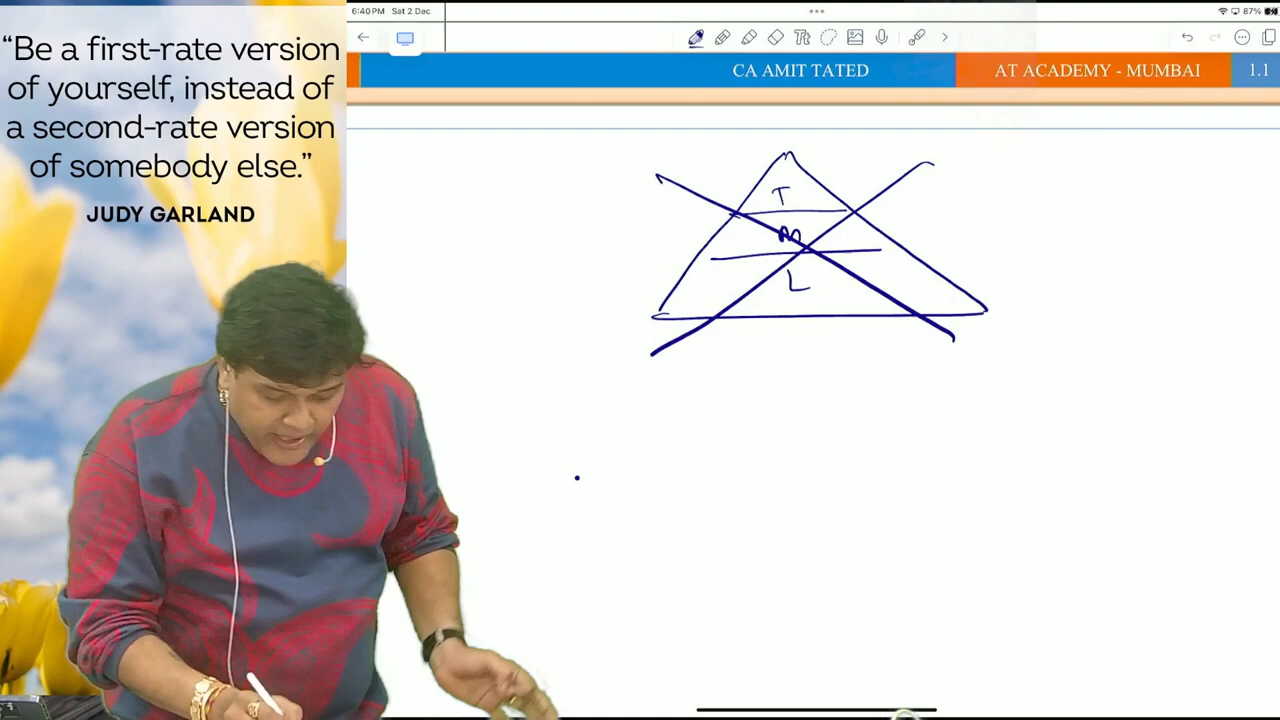 “Be a first-rate version
of yourself, instead of
a second-rate version
of somebody else.”
JUDY GARLAND
6:40 PM Sat 2 Dec
87%
CA AMIT TATED
AT ACADEMY - MUMBAI
1.1
T
m
L